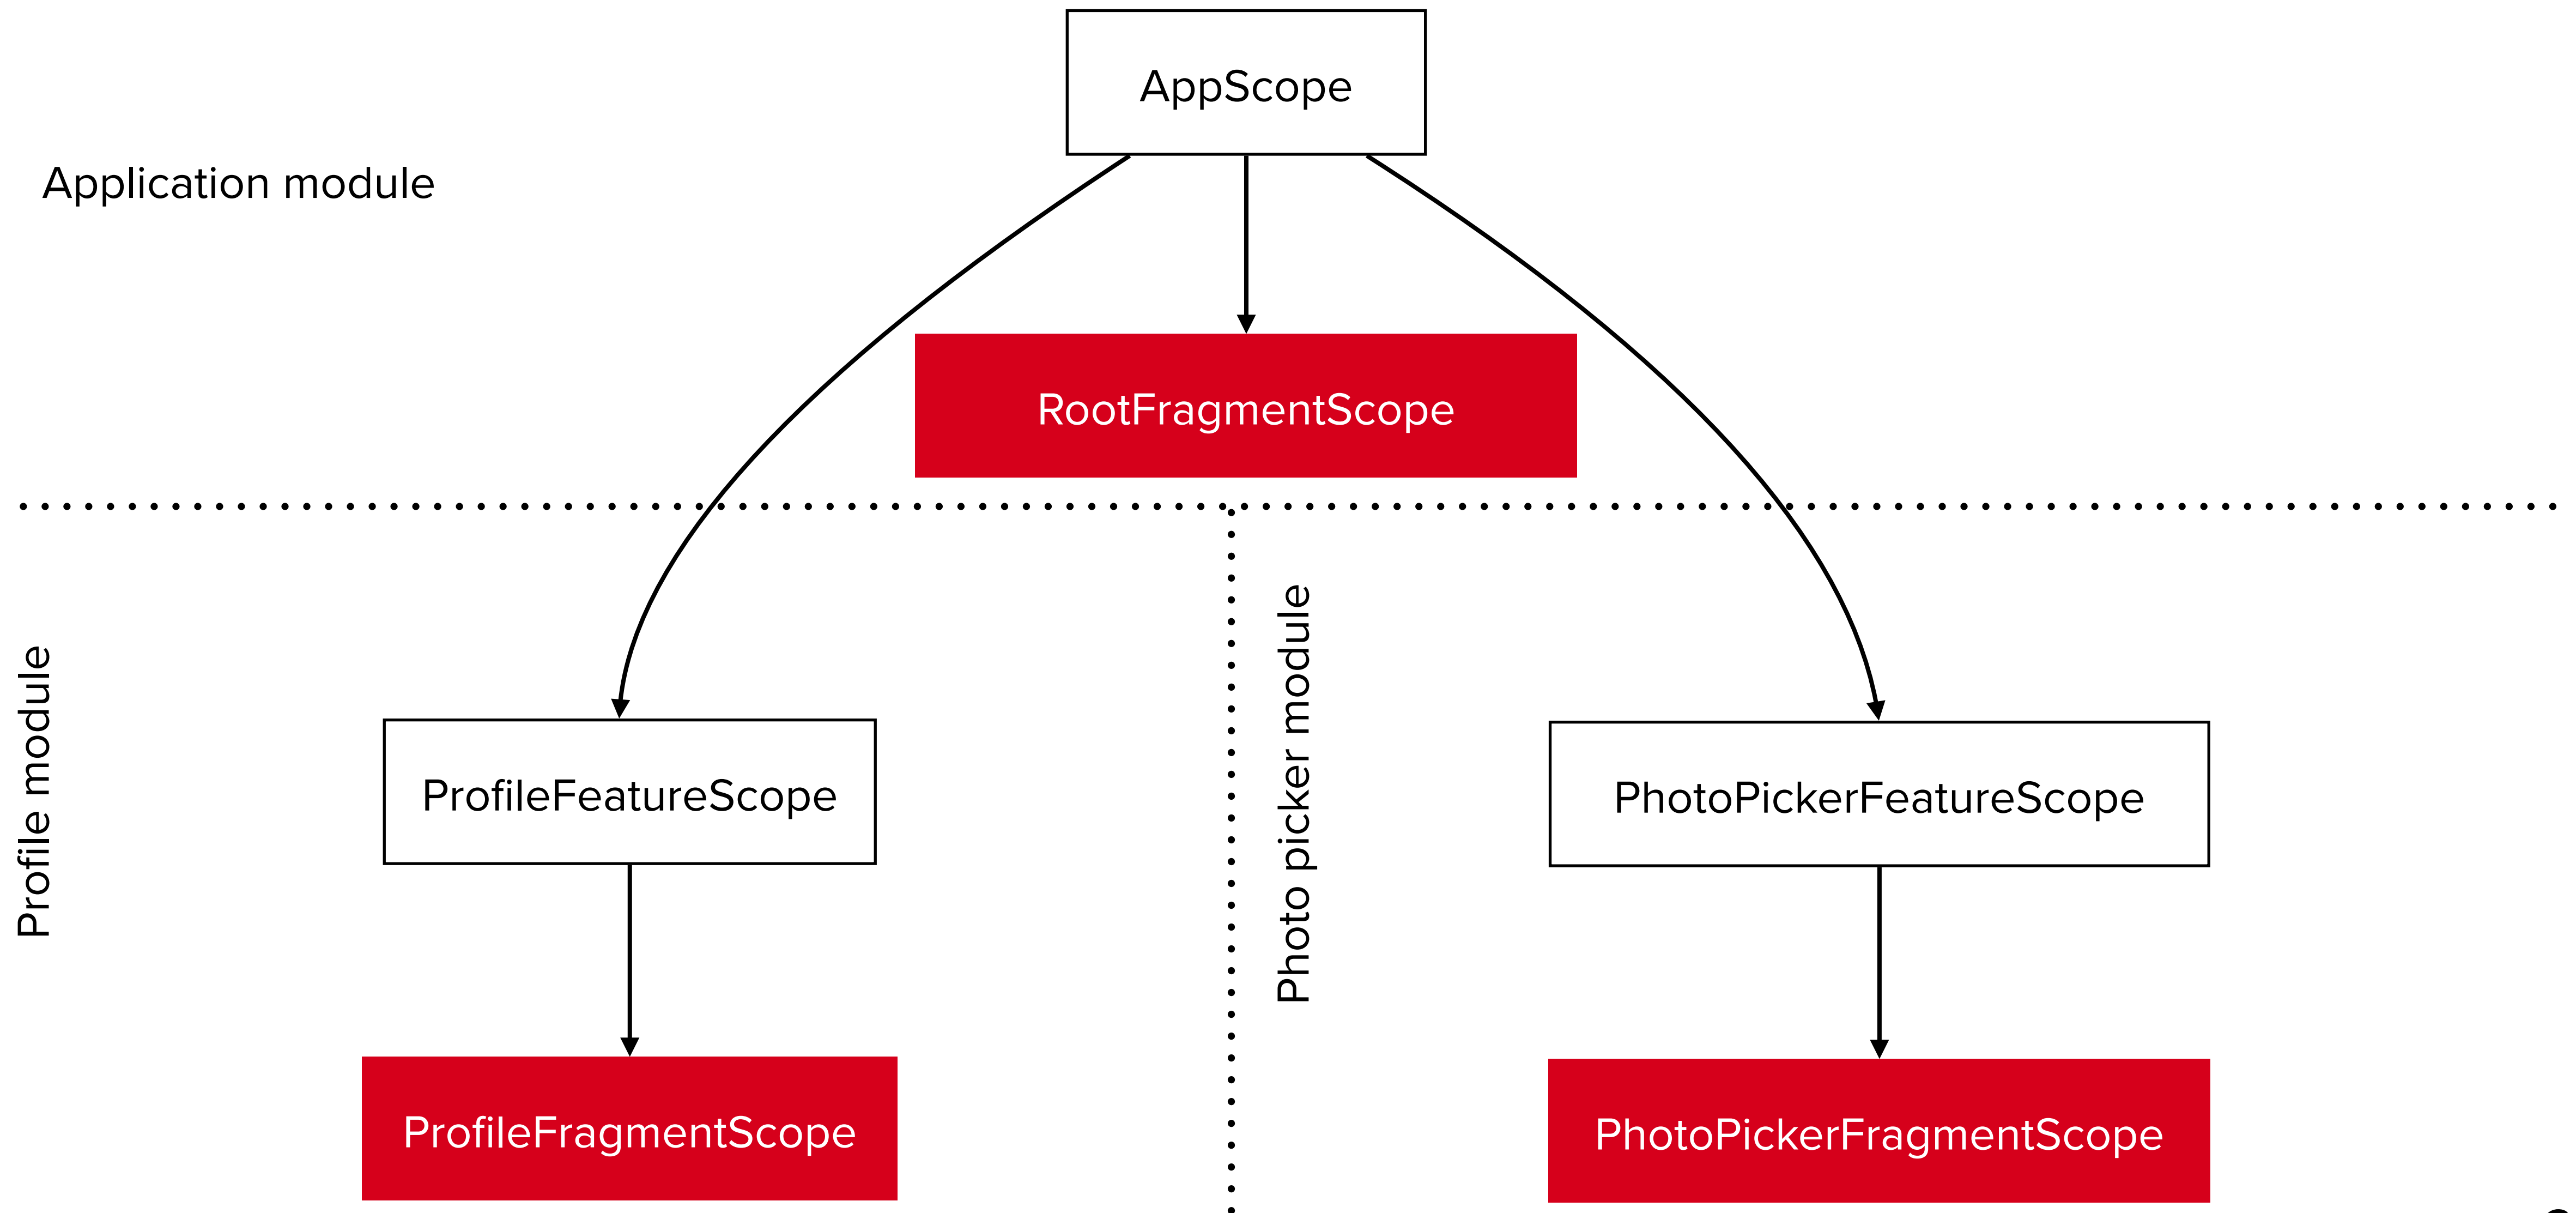 AppScope
Application module
RootFragmentScope
Profile module
Photo picker module
ProfileFeatureScope
PhotoPickerFeatureScope
ProfileFragmentScope
PhotoPickerFragmentScope